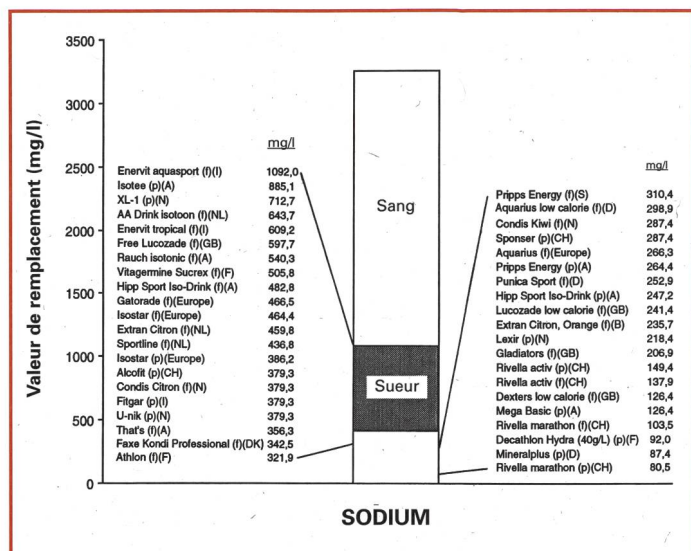 Valeur de remplacement (mg/l)
3500
3000
2500
2000
1500
1000
500
0
mg/l
Enervit aquasport (f)(I) 1092,0
Isotee (p)(A) 885,1
XL-1 (p)(N) 712,7
AA Drink isotoon (f)(NL) 643,7
Enervit tropical (f)(I) 609,2
Free Lucozade (f)(GB) 597,7
Rauch isotonic (f)(A) 540,3
Vitagermine Sucrex (f)(F) 505,8
Hipp Sport Iso-Drink (f)(A) 482,8
Gatorade (f)(Europe) 466,5
Isostar (f)(Europe) 464,4
Extran Citron (f)(NL) 459,8
Sportline (f)(NL) 436,8
Isostar (p)(Europe) 386,2
Alcofit (p)(CH) 379,3
Condis Citron (f)(N) 379,3
Fitgar (p)(I) 379,3
U-nik (p)(N) 379,3
That's (f)(A) 356,3
Faxe Kondi Professional (f)(DK) 342,5
Athlon (f)(F) 321,9
Sang
Sueur
mg/l
Pripps Energy (f)(S) 310,4
Aquarius low calorie (f)(D) 298,9
Condis Kiwi (f)(N) 287,4
Sponser (p)(CH) 287,4
Aquarius (f)(Europe) 266,3
Pripps Energy (p)(A) 264,4
Punica Sport (f)(D) 252,9
Hipp Sport Iso-Drink (p)(A) 247,2
Lucozade low calorie (f)(GB) 241,4
Extran Citron, Orange (f)(B) 235,7
Lexir (p)(N) 218,4
Gladiators (f)(GB) 206,9
Rivella activ (p)(CH) 149,4
Rivella activ (f)(CH) 137,9
Dexters low calorie (f)(GB) 126,4
Mega Basic (p)(A) 126,4
Rivella marathon (f)(CH) 103,5
Decathlon Hydra (40g/L) (p)(F) 92,0
Mineralplus (p)(D) 87,4
Rivella marathon (p)(CH) 80,5
SODIUM